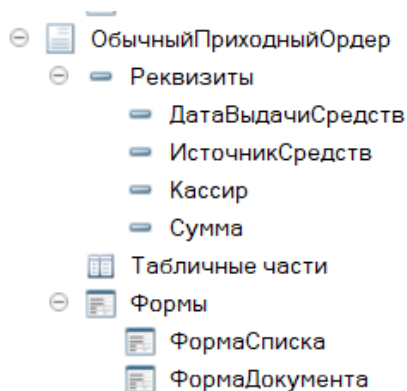 ОбычныйПриходныйОрдер
Реквизиты
ДатаВыдачиСредств
ИсточникСредств
Кассир
Сумма
Табличные части
Формы
ФормаСписка
ФормаДокумента